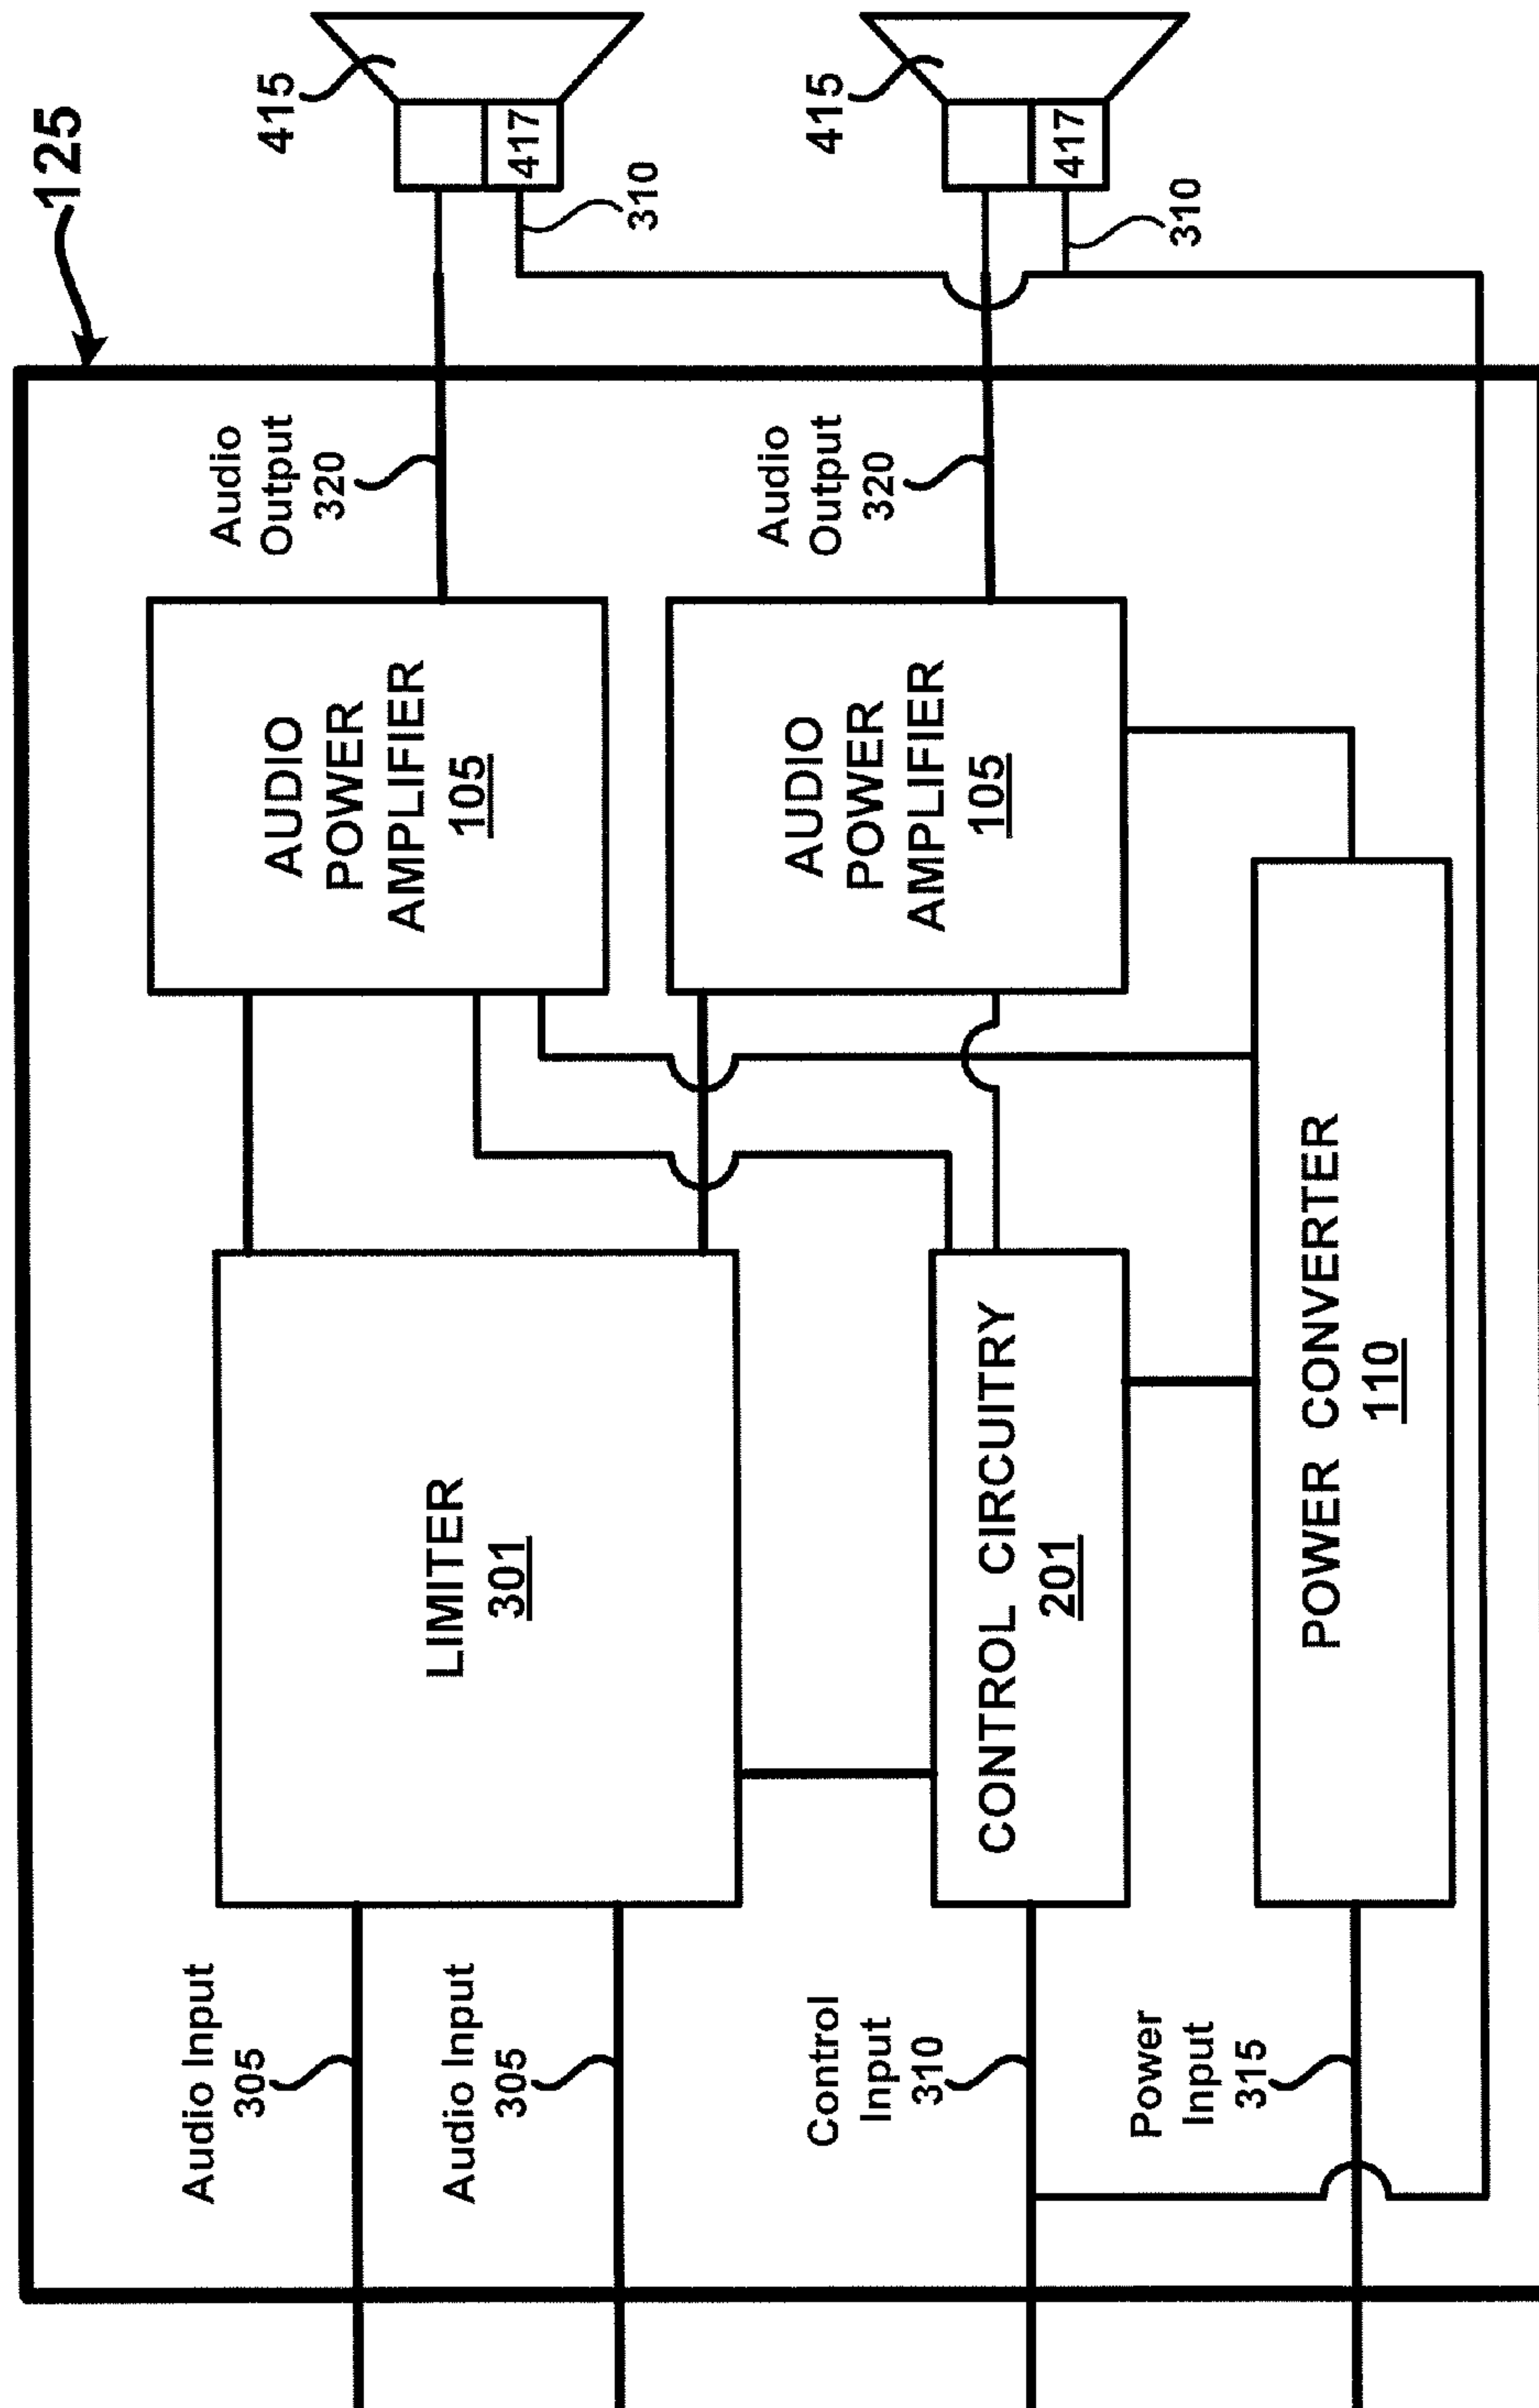 125
415
417
310
415
417
310
Audio
Output
320
Audio
Output
320
AUDIO
POWER
AMPLIFIER
105
AUDIO
POWER
AMPLIFIER
105
LIMITER
301
CONTROL CIRCUITRY
201
POWER CONVERTER
110
Audio Input
305
Audio Input
305
Control
Input
310
Power
Input
315